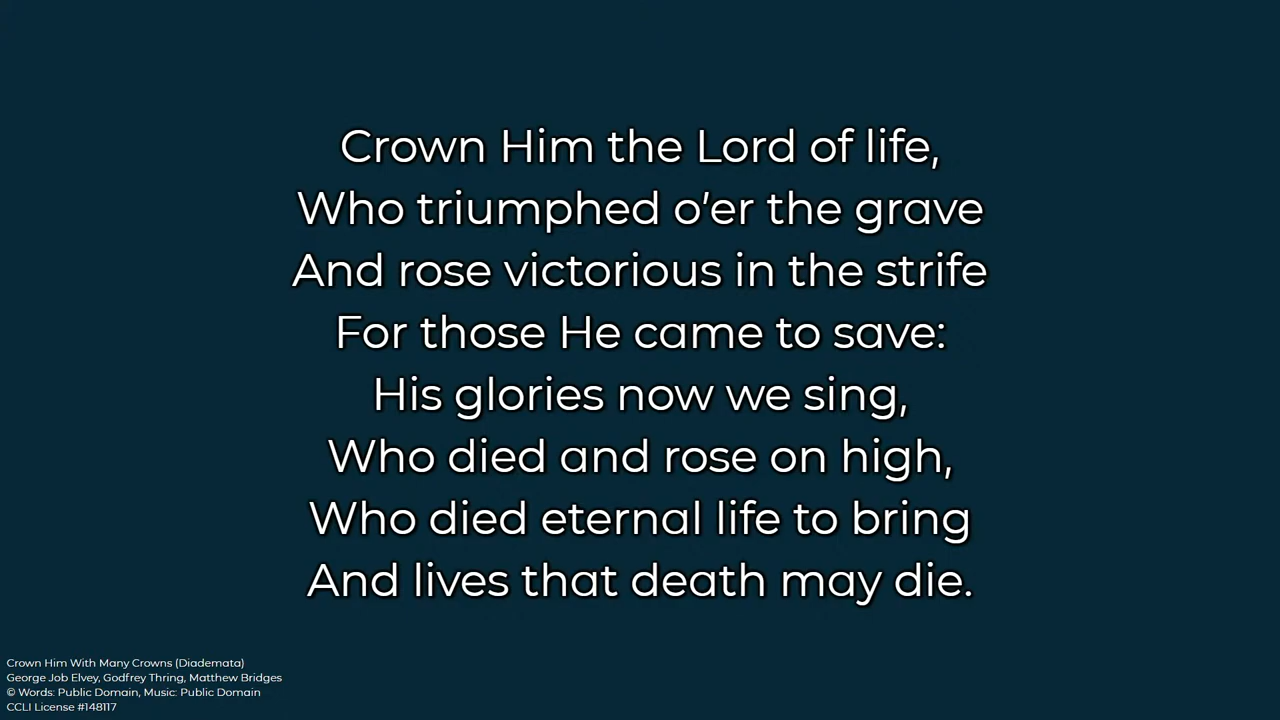 Crown Him the Lord of life,
Who triumphed o’er the grave
And rose victorious in the strife
For those He came to save:
His glories now we sing,
Who died and rose on high,
Who died eternal life to bring
And lives that death may die.
Crown Him With Many Crowns (Diademata)
George Job Elvey, Godfrey Thring, Matthew Bridges
© Words: Public Domain, Music: Public Domain
CCLI License #148117